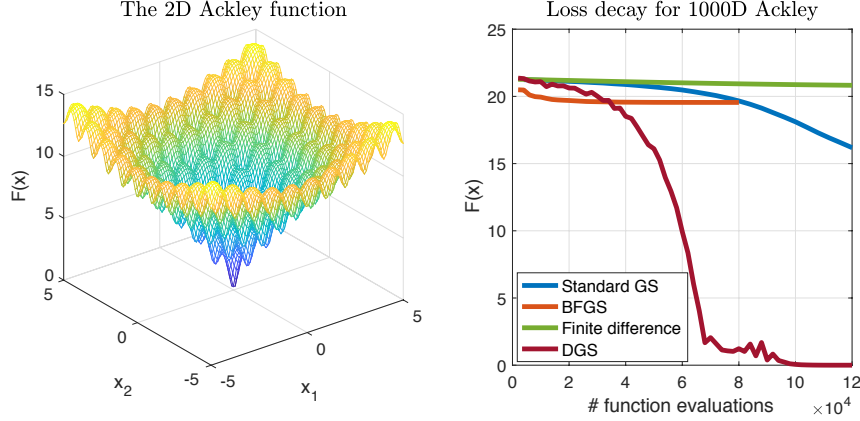 The 2D Ackley function
15
10
5
0
F(x)
5
0
-5
x_2
-5
0
5
x_1
Loss decay for 1000D Ackley
25
20
15
10
5
0
F(x)
Standard GS
BFGS
Finite difference
DGS
0 2 4 6 8 10 12
×10^4
# function evaluations